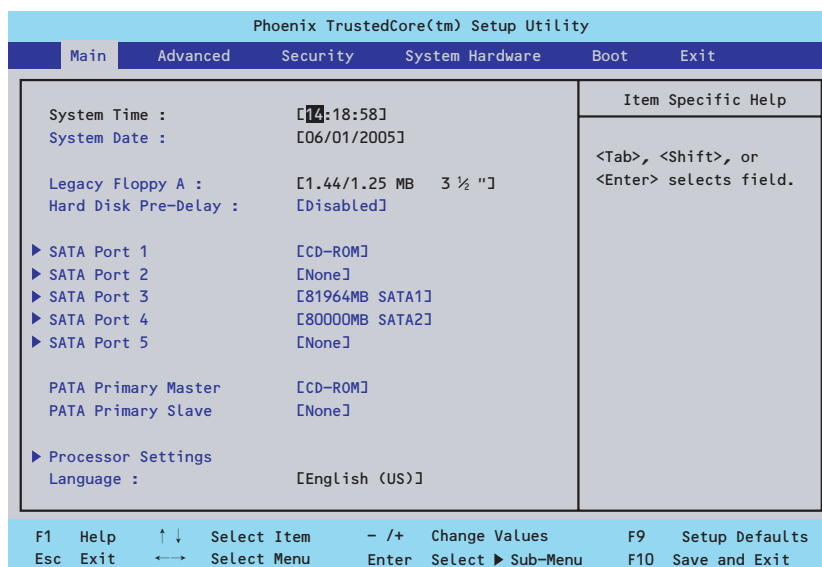 Phoenix TrustedCore(tm) Setup Utility
Main Advanced Security System Hardware Boot Exit
Item Specific Help
System Time : [14:18:58]
System Date : [06/01/2005]
<Tab>, <Shift>, or
<Enter> selects field.
Legacy Floppy A : [1.44/1.25 MB 3 ½ "]
Hard Disk Pre-Delay : [Disabled]
▶ SATA Port 1 [CD-ROM]
▶ SATA Port 2 [None]
▶ SATA Port 3 [81964MB SATA1]
▶ SATA Port 4 [80000MB SATA2]
▶ SATA Port 5 [None]
PATA Primary Master [CD-ROM]
PATA Primary Slave [None]
▶ Processor Settings
Language : [English (US)]
F1 Help ↑↓ Select Item - /+ Change Values F9 Setup Defaults
Esc Exit ←→ Select Menu Enter Select ▶ Sub-Menu F10 Save and Exit